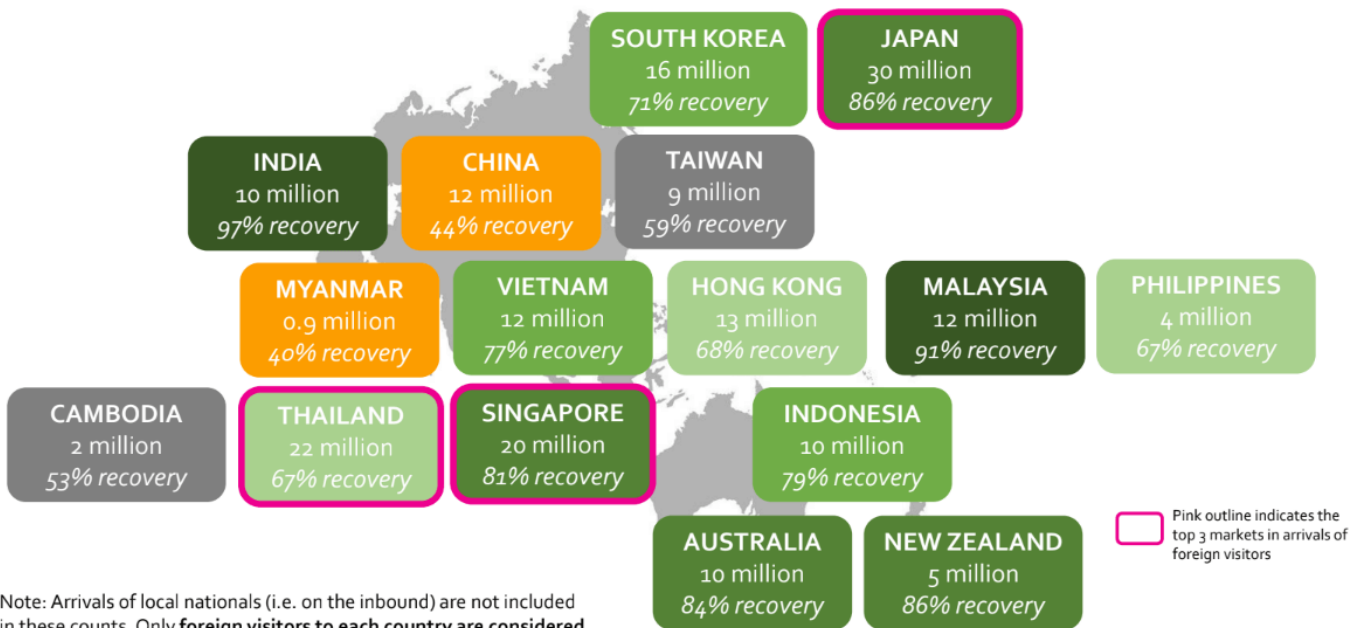 SOUTH KOREA
16 million
71% recovery
JAPAN
30 million
86% recovery
INDIA
10 million
97% recovery
CHINA
12 million
44% recovery
TAIWAN
9 million
59% recovery
MYANMAR
0.9 million
40% recovery
VIETNAM
12 million
77% recovery
HONG KONG
13 million
68% recovery
MALAYSIA
12 million
91% recovery
PHILIPPINES
4 million
67% recovery
CAMBODIA
2 million
53% recovery
THAILAND
22 million
67% recovery
SINGAPORE
20 million
81% recovery
INDONESIA
10 million
79% recovery
AUSTRALIA
10 million
84% recovery
NEW ZEALAND
5 million
86% recovery
Pink outline indicates the
top 3 markets in arrivals of
foreign visitors
Note: Arrivals of local nationals (i.e. on the inbound) are not included
in these counts. Only foreign visitors to each country are considered